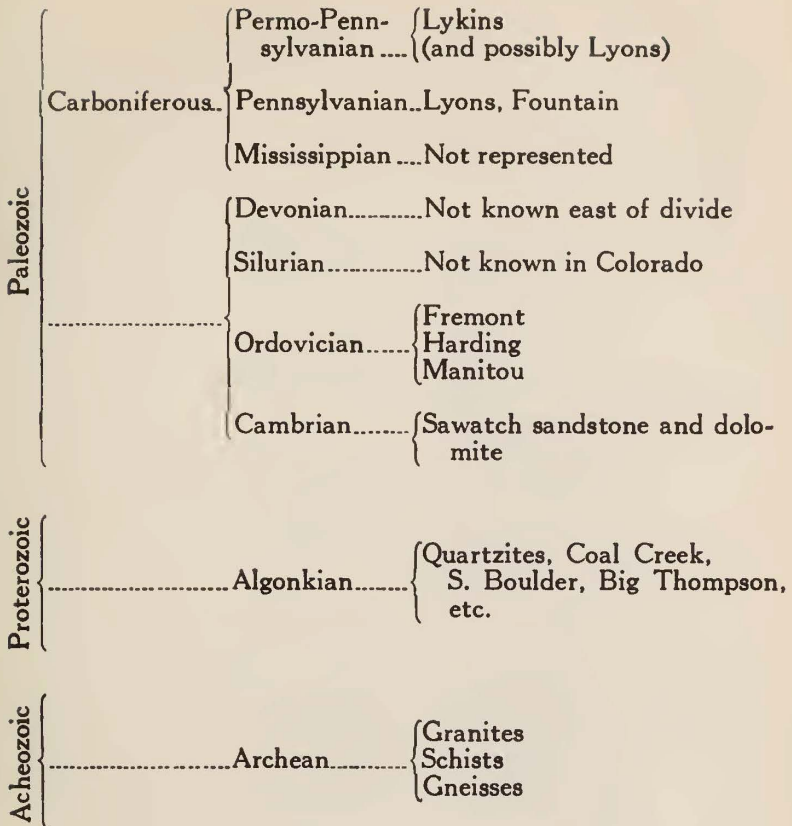 Paleozoic
Carboniferous..
Permo-Penn-
sylvanian .... Lykins
(and possibly Lyons)
Pennsylvanian.. Lyons, Fountain
Mississippian .... Not represented
Devonian............ Not known east of divide
Silurian.............. Not known in Colorado
Ordovician...... Fremont
Harding
Manitou
Cambrian........ Sawatch sandstone and dolo-
mite
Proterozoic
Algonkian....... Quartzites, Coal Creek,
S. Boulder, Big Thompson,
etc.
Acheozoic
Archean........... Granites
Schists
Gneisses